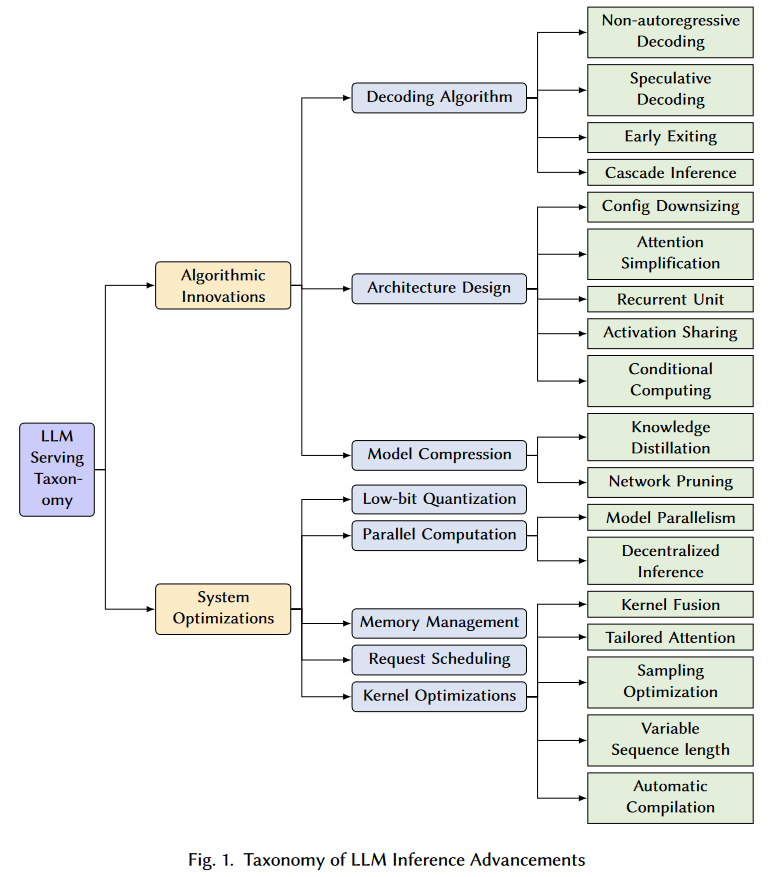 LLM
Serving
Taxon-
omy
Algorithmic
Innovations
System
Optimizations
Decoding Algorithm
Architecture Design
Model Compression
Low-bit Quantization
Parallel Computation
Memory Management
Request Scheduling
Kernel Optimizations
Non-autoregressive
Decoding
Speculative
Decoding
Early Exiting
Cascade Inference
Config Downsizing
Attention
Simplification
Recurrent Unit
Activation Sharing
Conditional
Computing
Knowledge
Distillation
Network Pruning
Model Parallelism
Decentralized
Inference
Kernel Fusion
Tailored Attention
Sampling
Optimization
Variable
Sequence length
Automatic
Compilation
Fig. 1. Taxonomy of LLM Inference Advancements